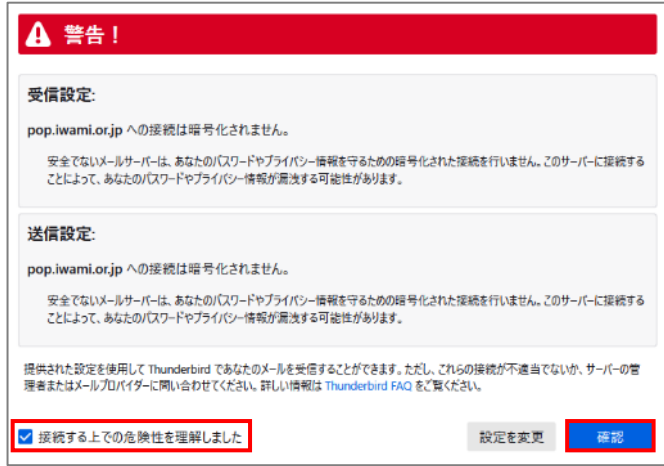 警告！
受信設定:
pop.iwami.or.jp への接続は暗号化されません。
安全でないメールサーバーは、あなたのパスワードやプライバシー情報を守るための暗号化された接続を行いません。このサーバーに接続する
ことによって、あなたのパスワードやプライバシー情報が漏洩する可能性があります。
送信設定:
pop.iwami.or.jp への接続は暗号化されません。
安全でないメールサーバーは、あなたのパスワードやプライバシー情報を守るための暗号化された接続を行いません。このサーバーに接続する
ことによって、あなたのパスワードやプライバシー情報が漏洩する可能性があります。
提供された設定を使用して Thunderbird であなたのメールを受信することができます。ただし、これらの接続が不適当でないか、サーバーの管
理者またはメールプロバイダーに問い合わせてください。詳しい情報は Thunderbird FAQ をご覧ください。
接続する上での危険性を理解しました 設定を変更 確認